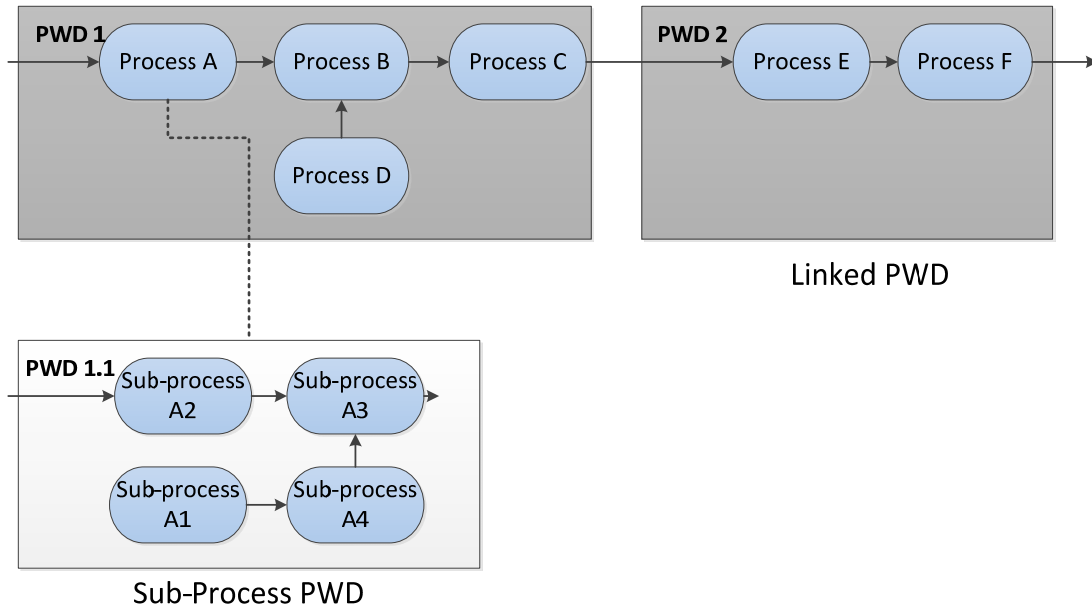 PWD 1
Process A
Process B
Process C
Process D
PWD 2
Process E
Process F
Linked PWD
PWD 1.1
Sub-process
A2
Sub-process
A3
Sub-process
A1
Sub-process
A4
Sub-Process PWD